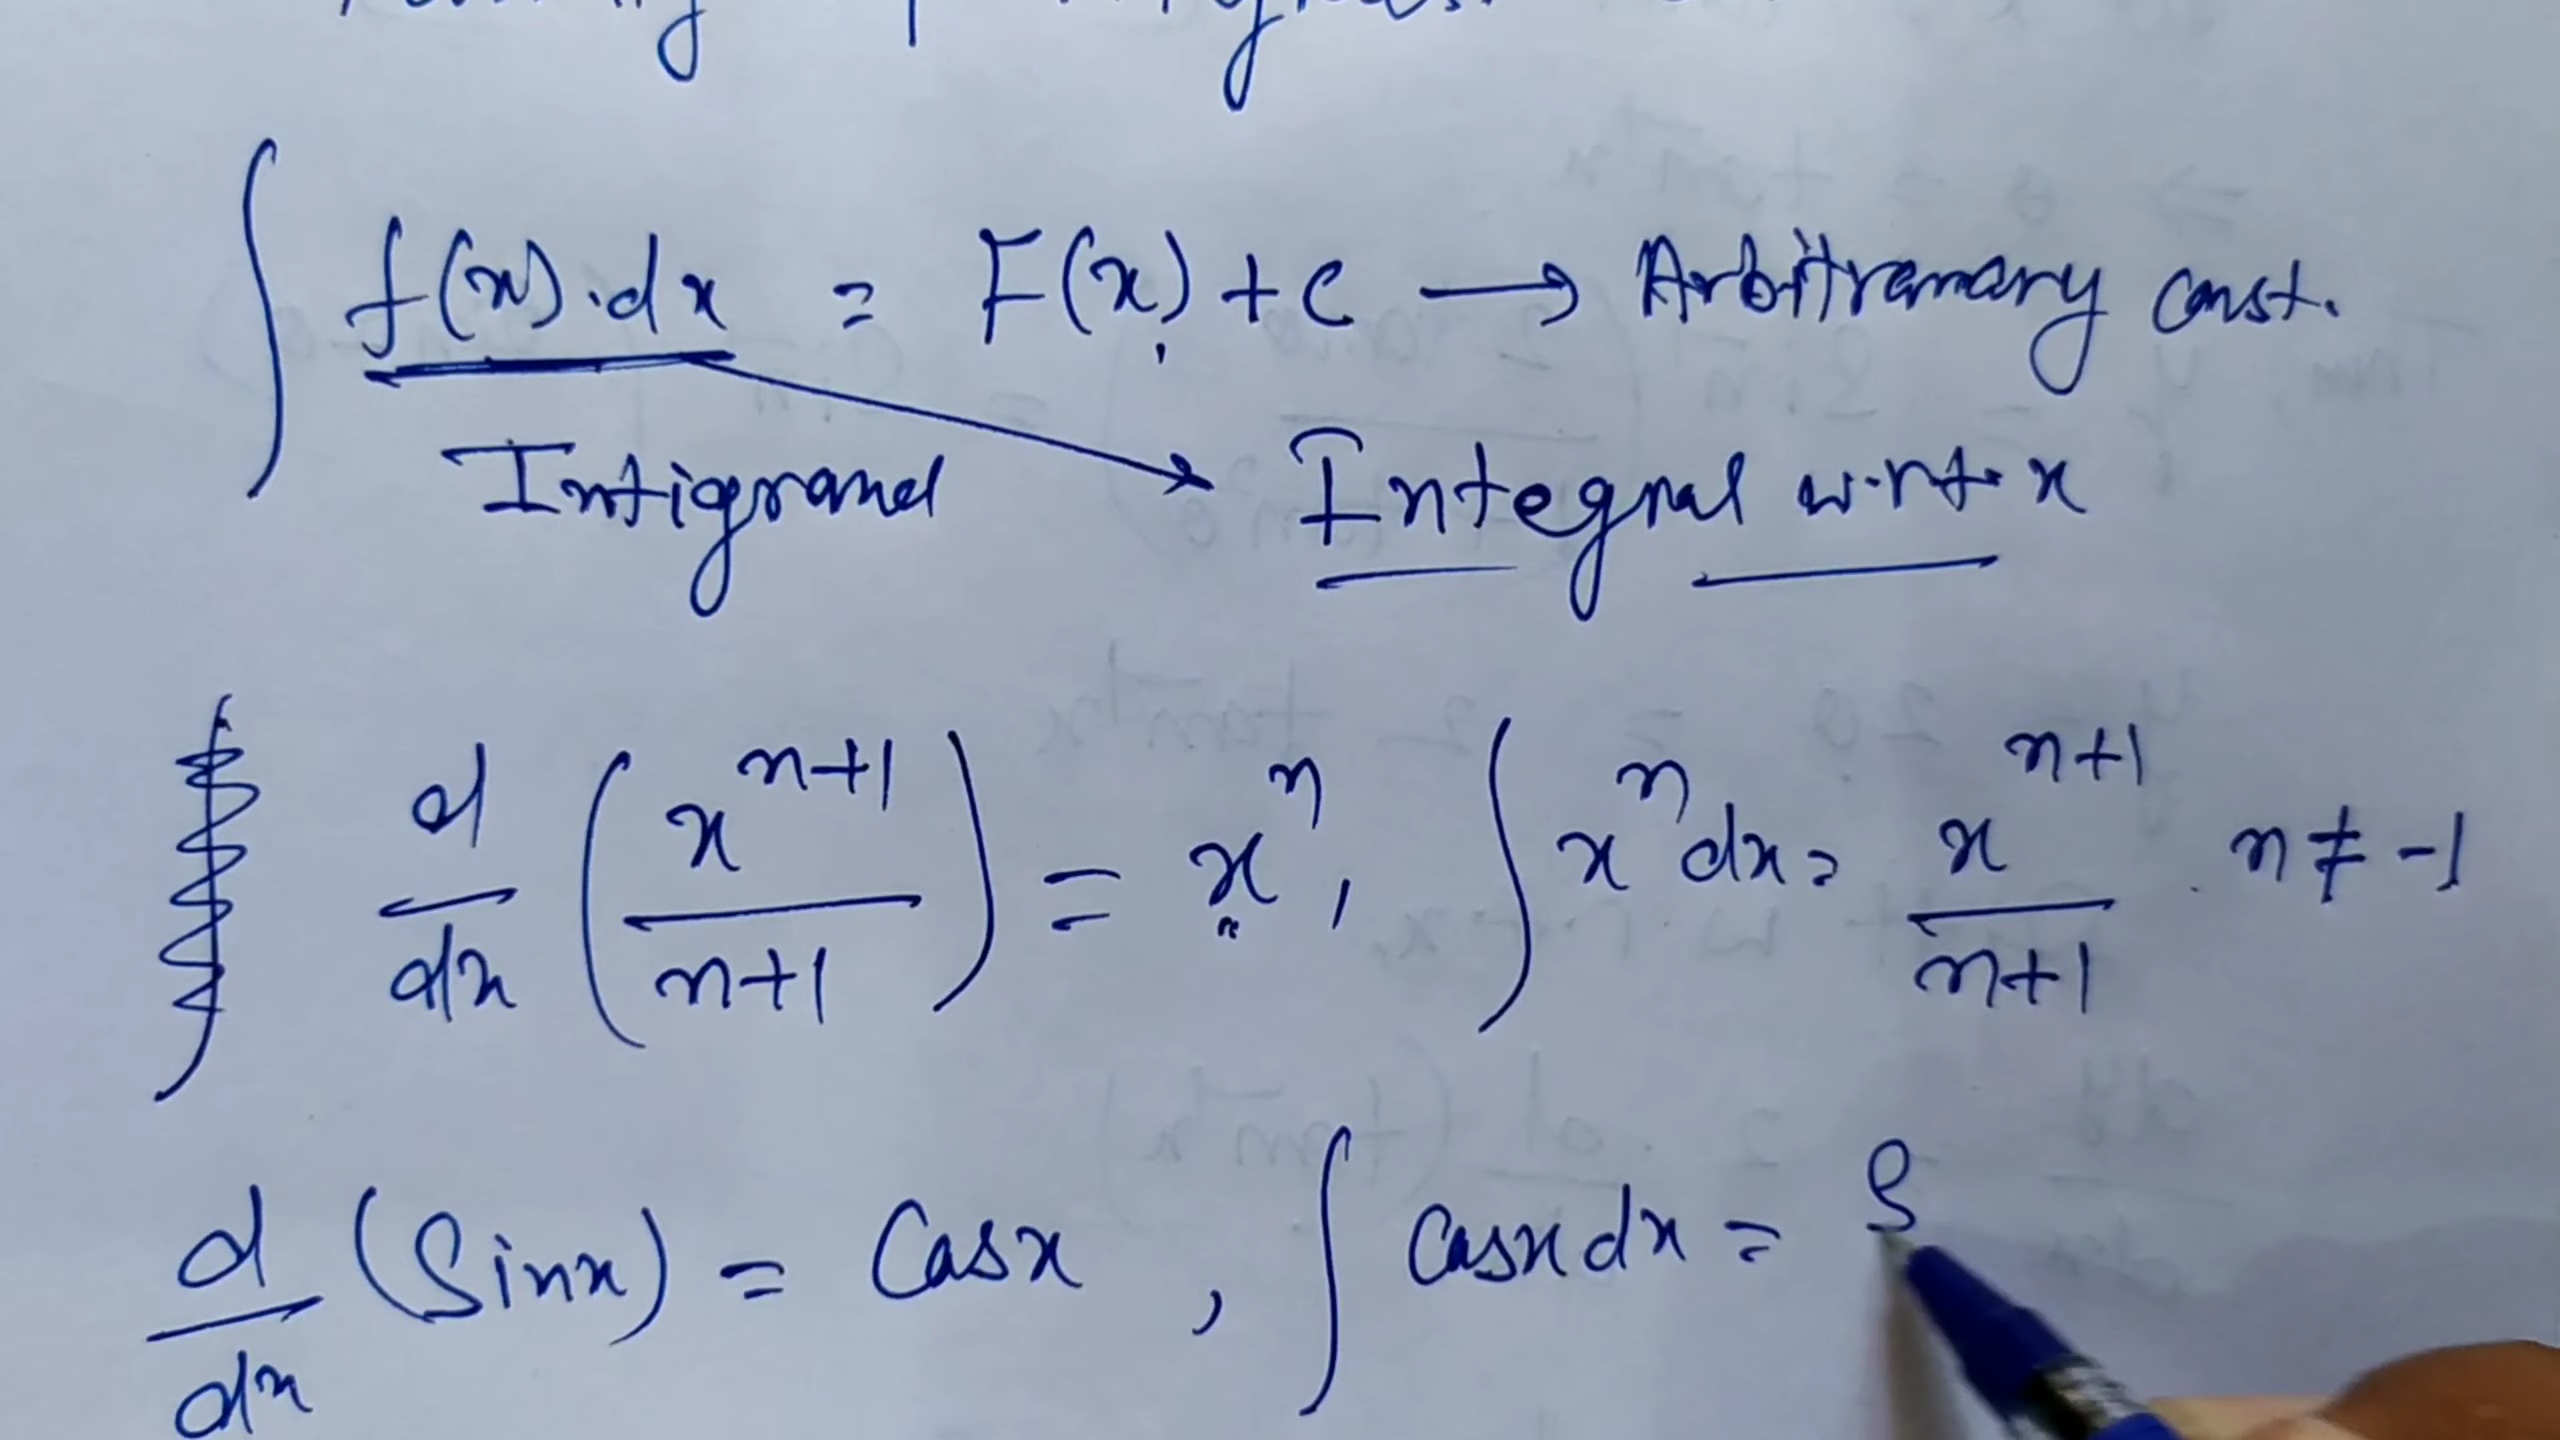 ∫ f(x).dx = F(x) + c → Arbitramary const.
Intigrand Integral w.r.t. x
d/dx (x^(n+1)/(n+1)) = x^n, ∫ x^n dx = x^(n+1)/(n+1) . n ≠ -1
d/dx (Sinx) = Cosx , ∫ Cosx dx = S